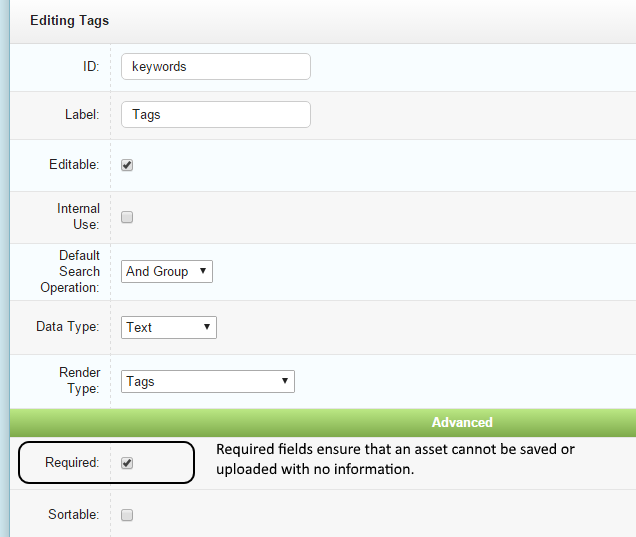 Editing Tags
ID: keywords
Label: Tags
Editable:
Internal
Use:
Default
Search
Operation:
And Group
Data Type: Text
Render
Type:
Tags
Advanced
Required:
Required fields ensure that an asset cannot be saved or
uploaded with no information.
Sortable: